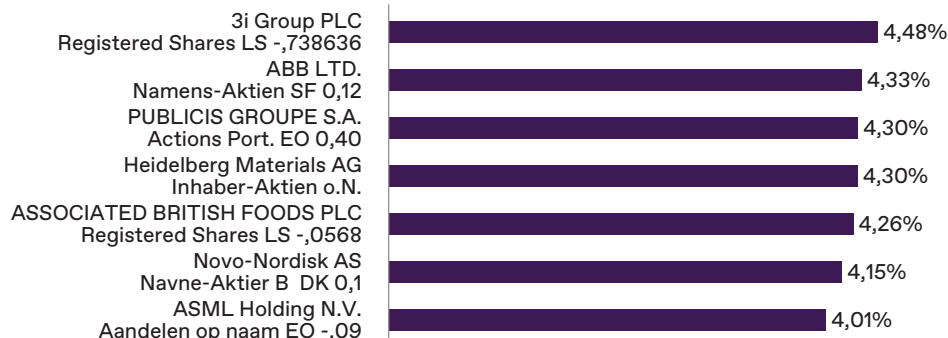 3i Group PLC
Registered Shares LS -,738636
4,48%
ABB LTD.
Namens-Aktien SF 0,12
4,33%
PUBLICIS GROUPE S.A.
Actions Port. EO 0,40
4,30%
Heidelberg Materials AG
Inhaber-Aktien o.N.
4,30%
ASSOCIATED BRITISH FOODS PLC
Registered Shares LS -,0568
4,26%
Novo-Nordisk AS
Navne-Aktier B  DK 0,1
4,15%
ASML Holding N.V.
Aandelen op naam EO -,09
4,01%